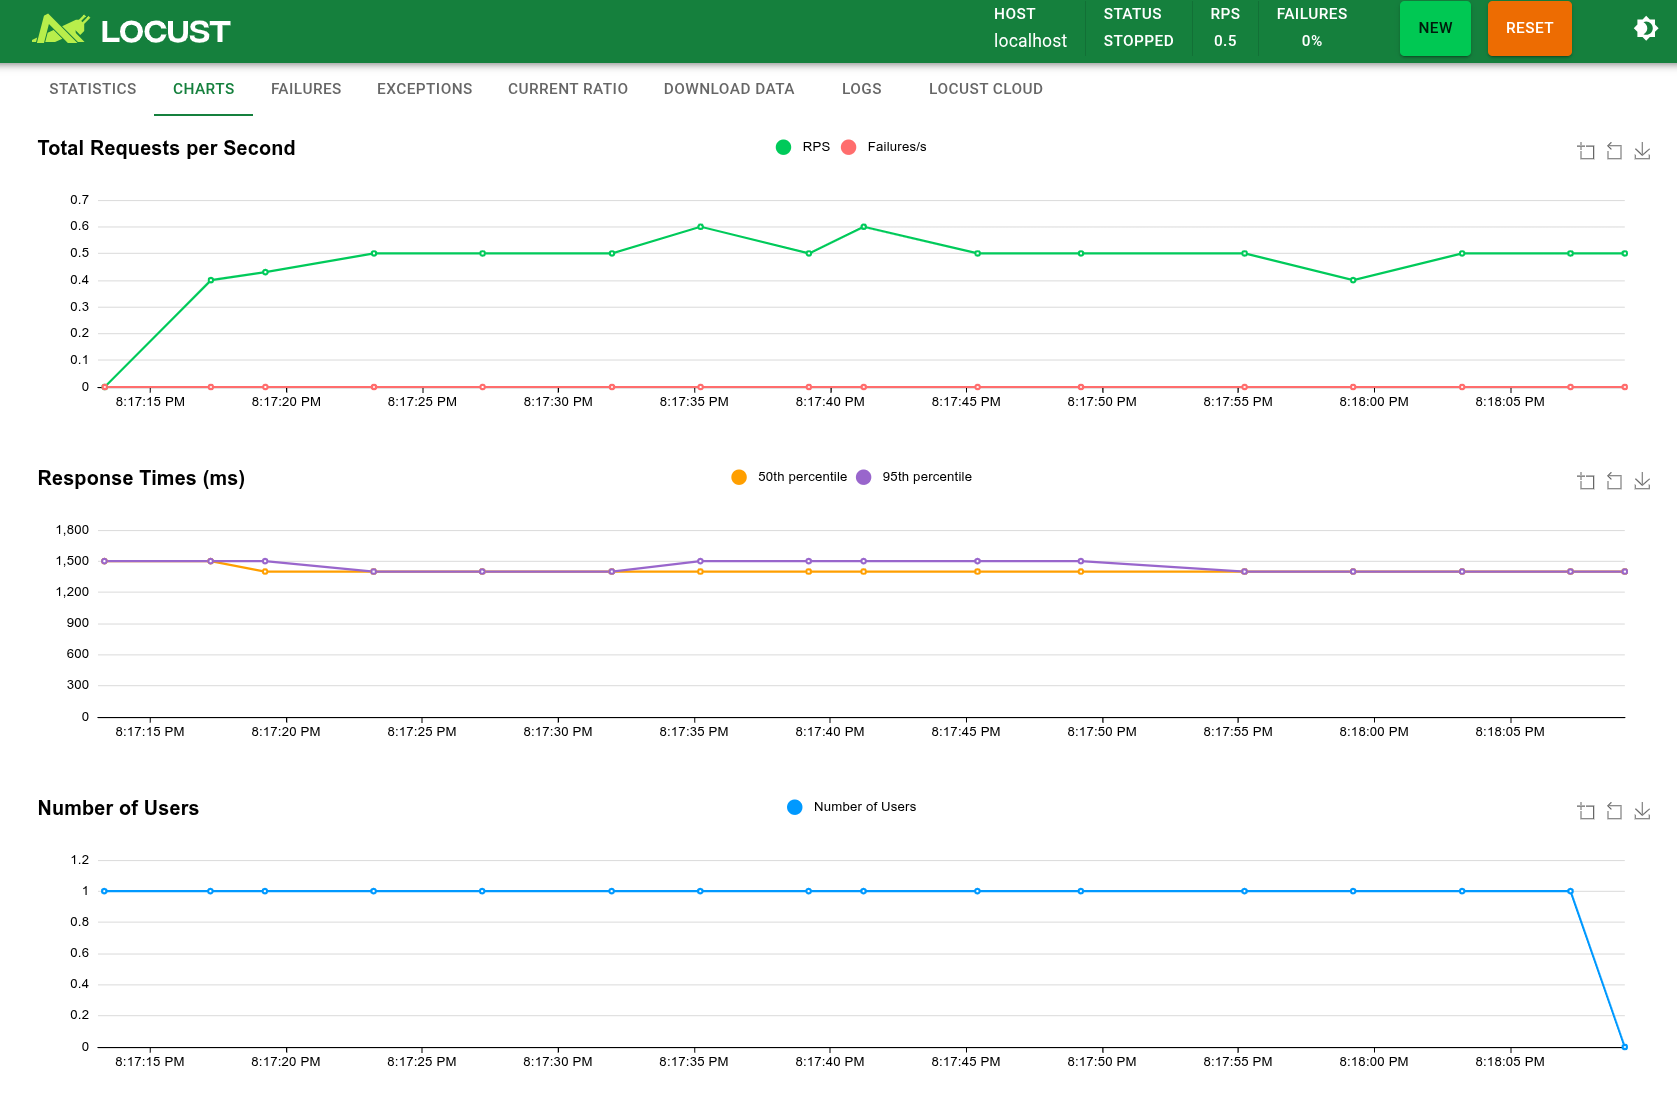 LOCUST
HOST
localhost
STATUS
STOPPED
RPS
0.5
FAILURES
0%
NEW
RESET
STATISTICS CHARTS FAILURES EXCEPTIONS CURRENT RATIO DOWNLOAD DATA LOGS LOCUST CLOUD
Total Requests per Second
RPS Failures/s
0.7
0.6
0.5
0.4
0.3
0.2
0.1
0
8:17:15 PM 8:17:20 PM 8:17:25 PM 8:17:30 PM 8:17:35 PM 8:17:40 PM 8:17:45 PM 8:17:50 PM 8:17:55 PM 8:18:00 PM 8:18:05 PM
Response Times (ms)
50th percentile 95th percentile
1,800
1,500
1,200
900
600
300
0
8:17:15 PM 8:17:20 PM 8:17:25 PM 8:17:30 PM 8:17:35 PM 8:17:40 PM 8:17:45 PM 8:17:50 PM 8:17:55 PM 8:18:00 PM 8:18:05 PM
Number of Users
Number of Users
1.2
1
0.8
0.6
0.4
0.2
0
8:17:15 PM 8:17:20 PM 8:17:25 PM 8:17:30 PM 8:17:35 PM 8:17:40 PM 8:17:45 PM 8:17:50 PM 8:17:55 PM 8:18:00 PM 8:18:05 PM